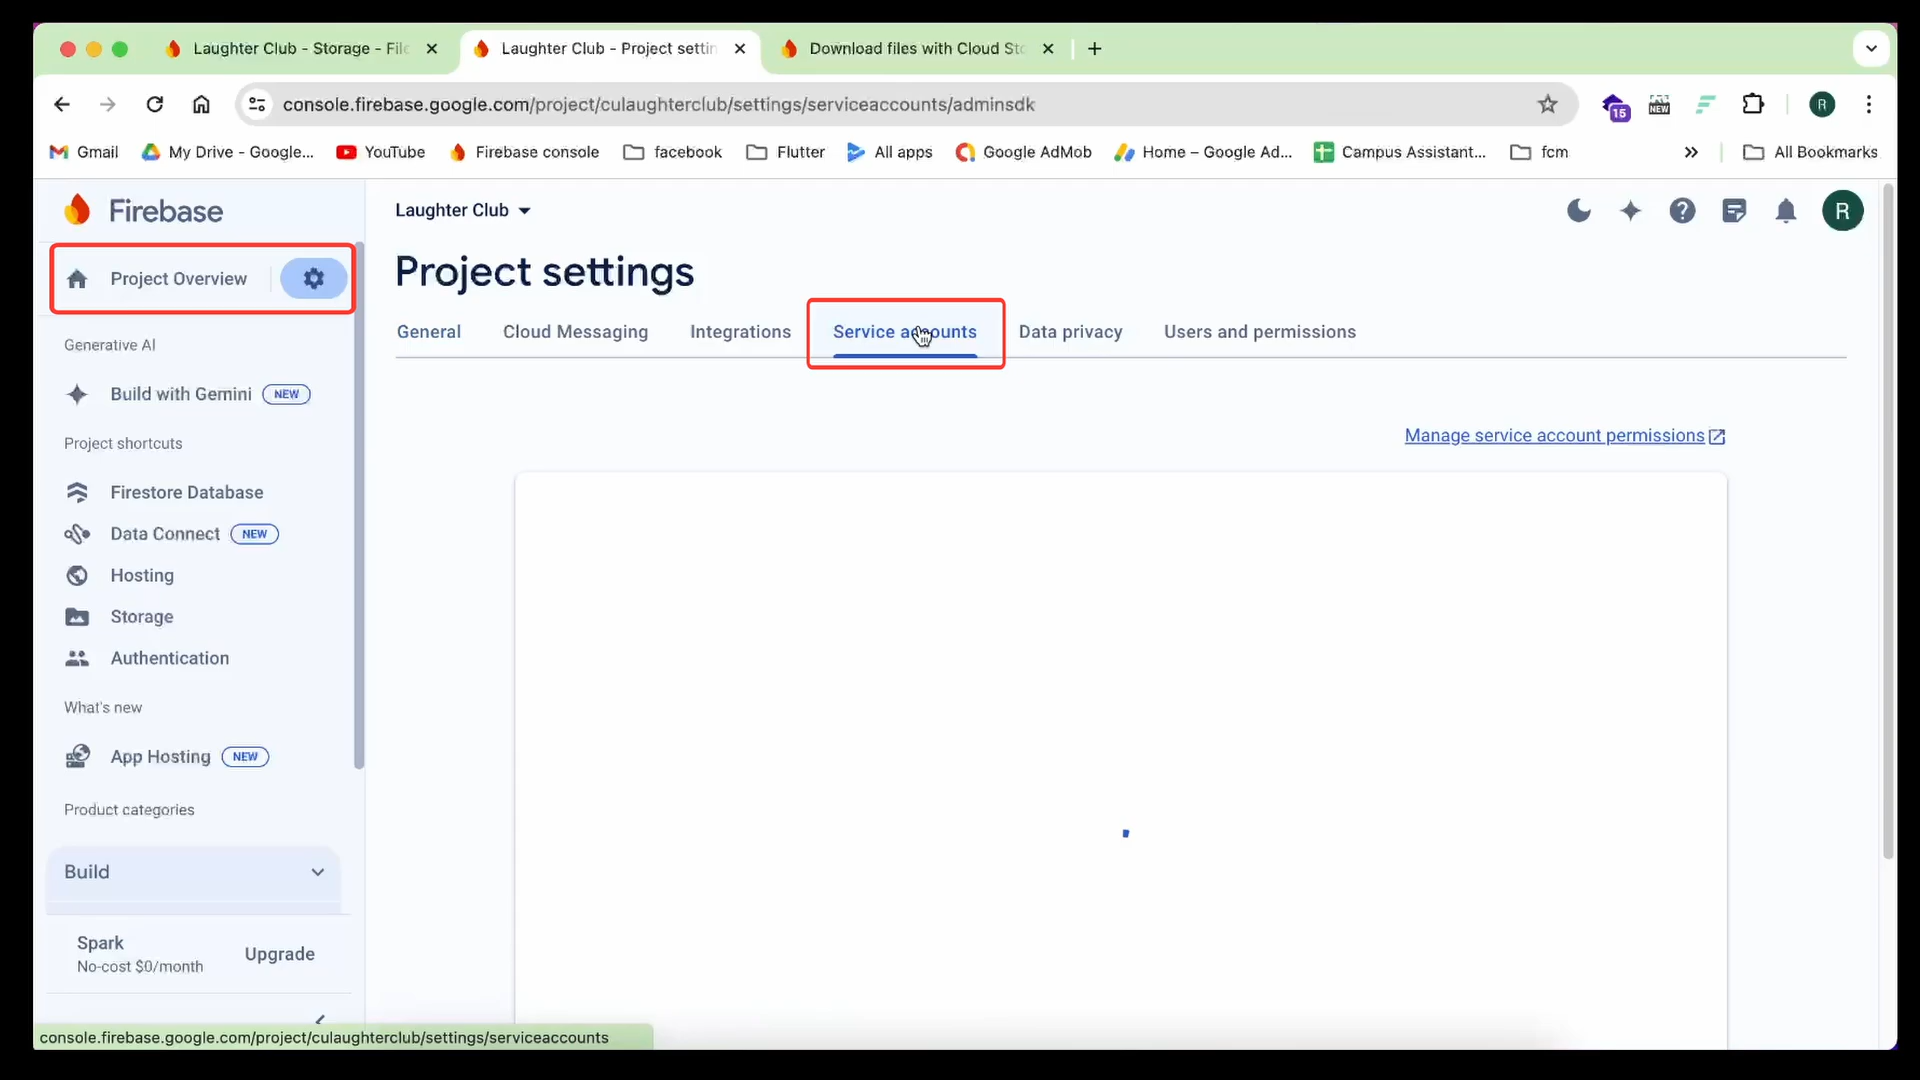 Laughter Club - Storage - File
Laughter Club - Project settin
Download files with Cloud Sto
console.firebase.google.com/project/culaughterclub/settings/serviceaccounts/adminsdk
15
NEW
R
Gmail
My Drive - Google...
YouTube
Firebase console
facebook
Flutter
All apps
Google AdMob
Home – Google Ad...
Campus Assistant...
fcm
All Bookmarks
Firebase
Laughter Club
R
Project Overview
Project settings
General
Cloud Messaging
Integrations
Service accounts
Data privacy
Users and permissions
Generative AI
Build with Gemini NEW
Manage service account permissions
Project shortcuts
Firestore Database
Data Connect NEW
Hosting
Storage
Authentication
What's new
App Hosting NEW
Product categories
Build
Spark
No-cost $0/month
Upgrade
console.firebase.google.com/project/culaughterclub/settings/serviceaccounts